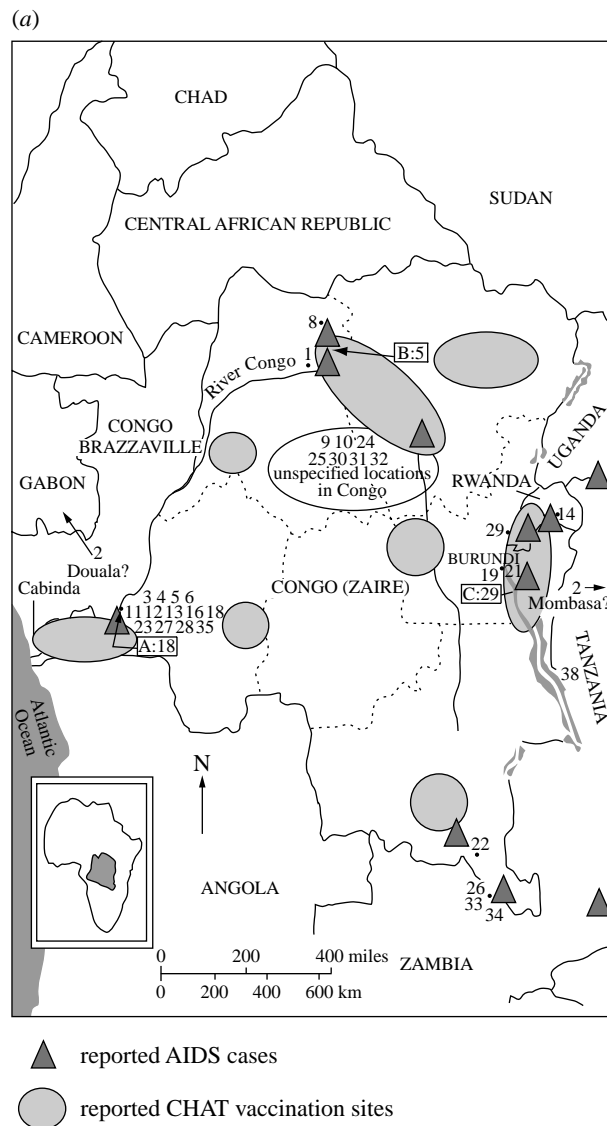 (a)
CHAD
SUDAN
CENTRAL AFRICAN REPUBLIC
CAMEROON
8
B:5
1
River Congo
CONGO
BRAZZAVILLE
UGANDA
9 10 24
25 30 31 32
unspecified locations
in Congo
GABON
RWANDA
14
29
2
Douala?
BURUNDI
19
21
Cabinda
CONGO (ZAIRE)
C:29
2
Mombasa?
3 4 5 6
11 12 13 16 18
23 27 28 35
A:18
TANZANIA
38
Atlantic
Ocean
N
22
ANGOLA
26
33
34
0 200 400 miles
0 200 400 600 km
ZAMBIA
reported AIDS cases
reported CHAT vaccination sites